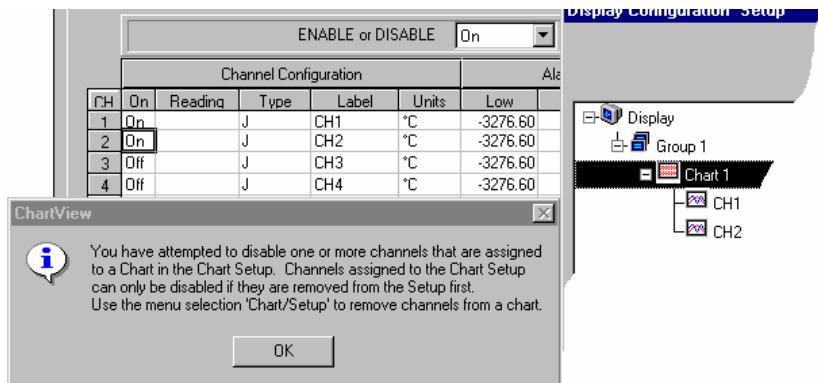 Display Configuration Setup
ENABLE or DISABLE On
Channel Configuration
CH On Reading Type Label Units Low
1 On J CH1 °C -3276.60
2 On J CH2 °C -3276.60
3 Off J CH3 °C -3276.60
4 Off J CH4 °C -3276.60
Display
Group 1
Chart 1
CH1
CH2
ChartView
You have attempted to disable one or more channels that are assigned
to a Chart in the Chart Setup. Channels assigned to the Chart Setup
can only be disabled if they are removed from the Setup first.
Use the menu selection 'Chart/Setup' to remove channels from a chart.
OK